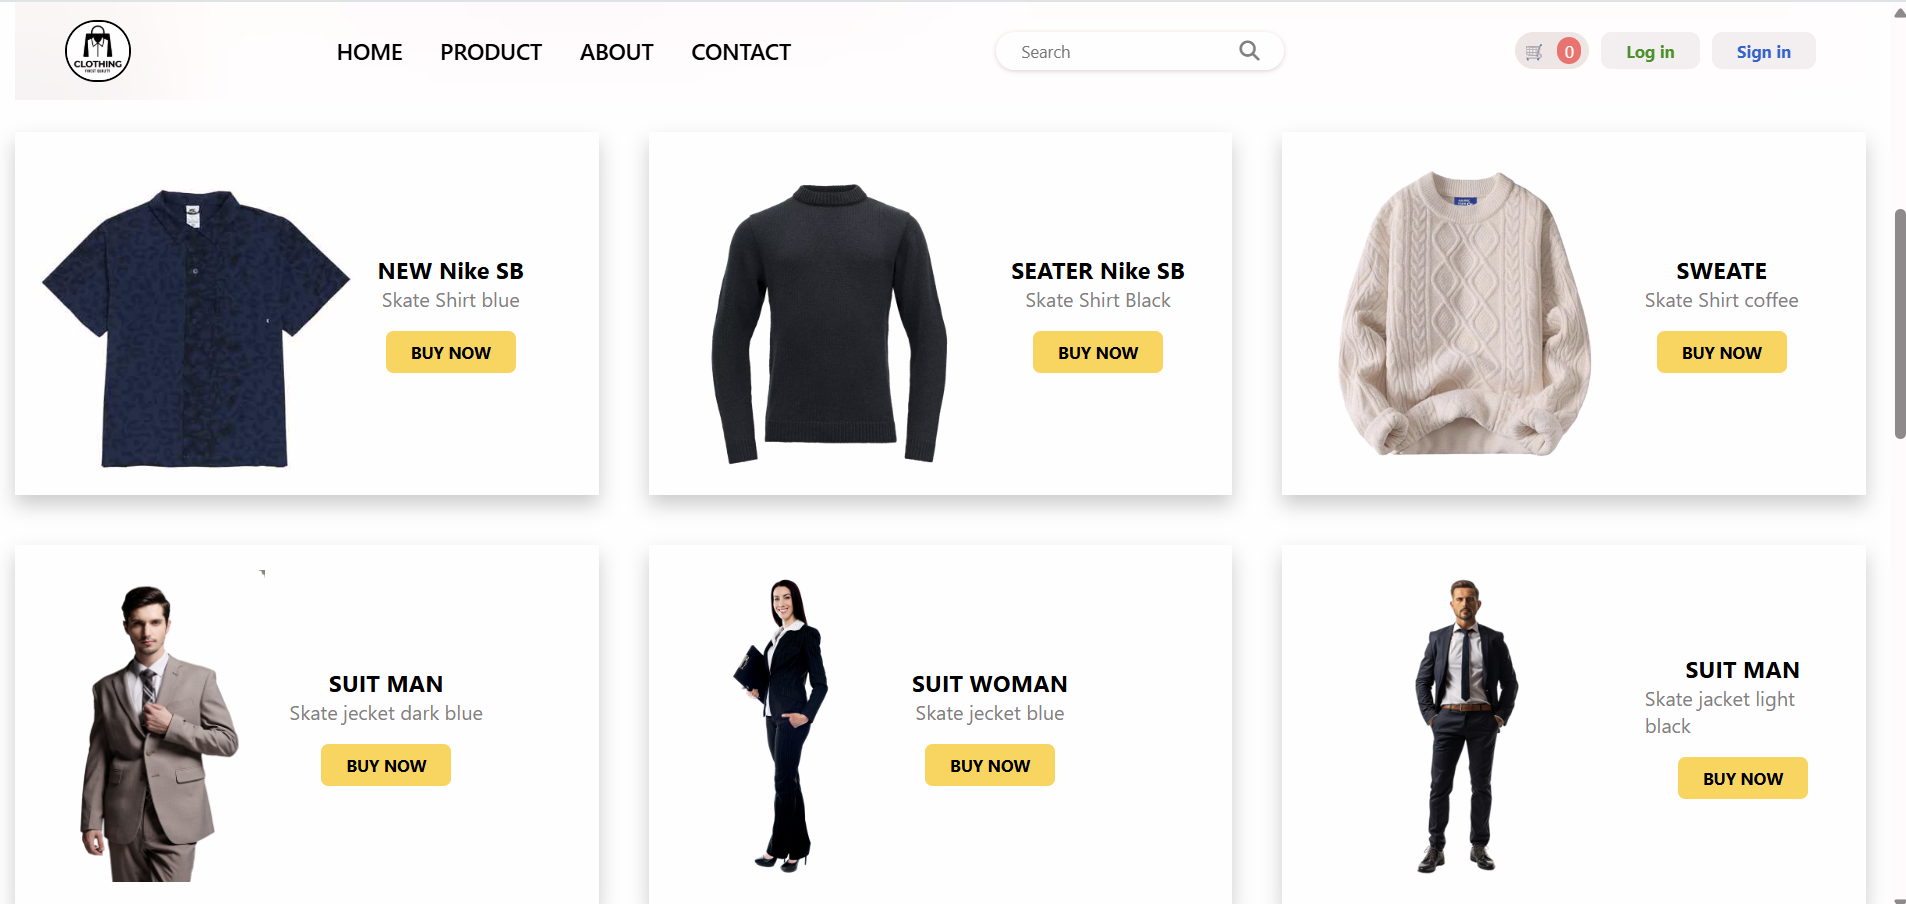 CLOTHING
FINEST QUALITY
HOME PRODUCT ABOUT CONTACT
Search
0
Log in
Sign in
NEW Nike SB
Skate Shirt blue
BUY NOW
SEATER Nike SB
Skate Shirt Black
BUY NOW
SWEATE
Skate Shirt coffee
BUY NOW
SUIT MAN
Skate jecket dark blue
BUY NOW
SUIT WOMAN
Skate jecket blue
BUY NOW
SUIT MAN
Skate jacket light
black
BUY NOW